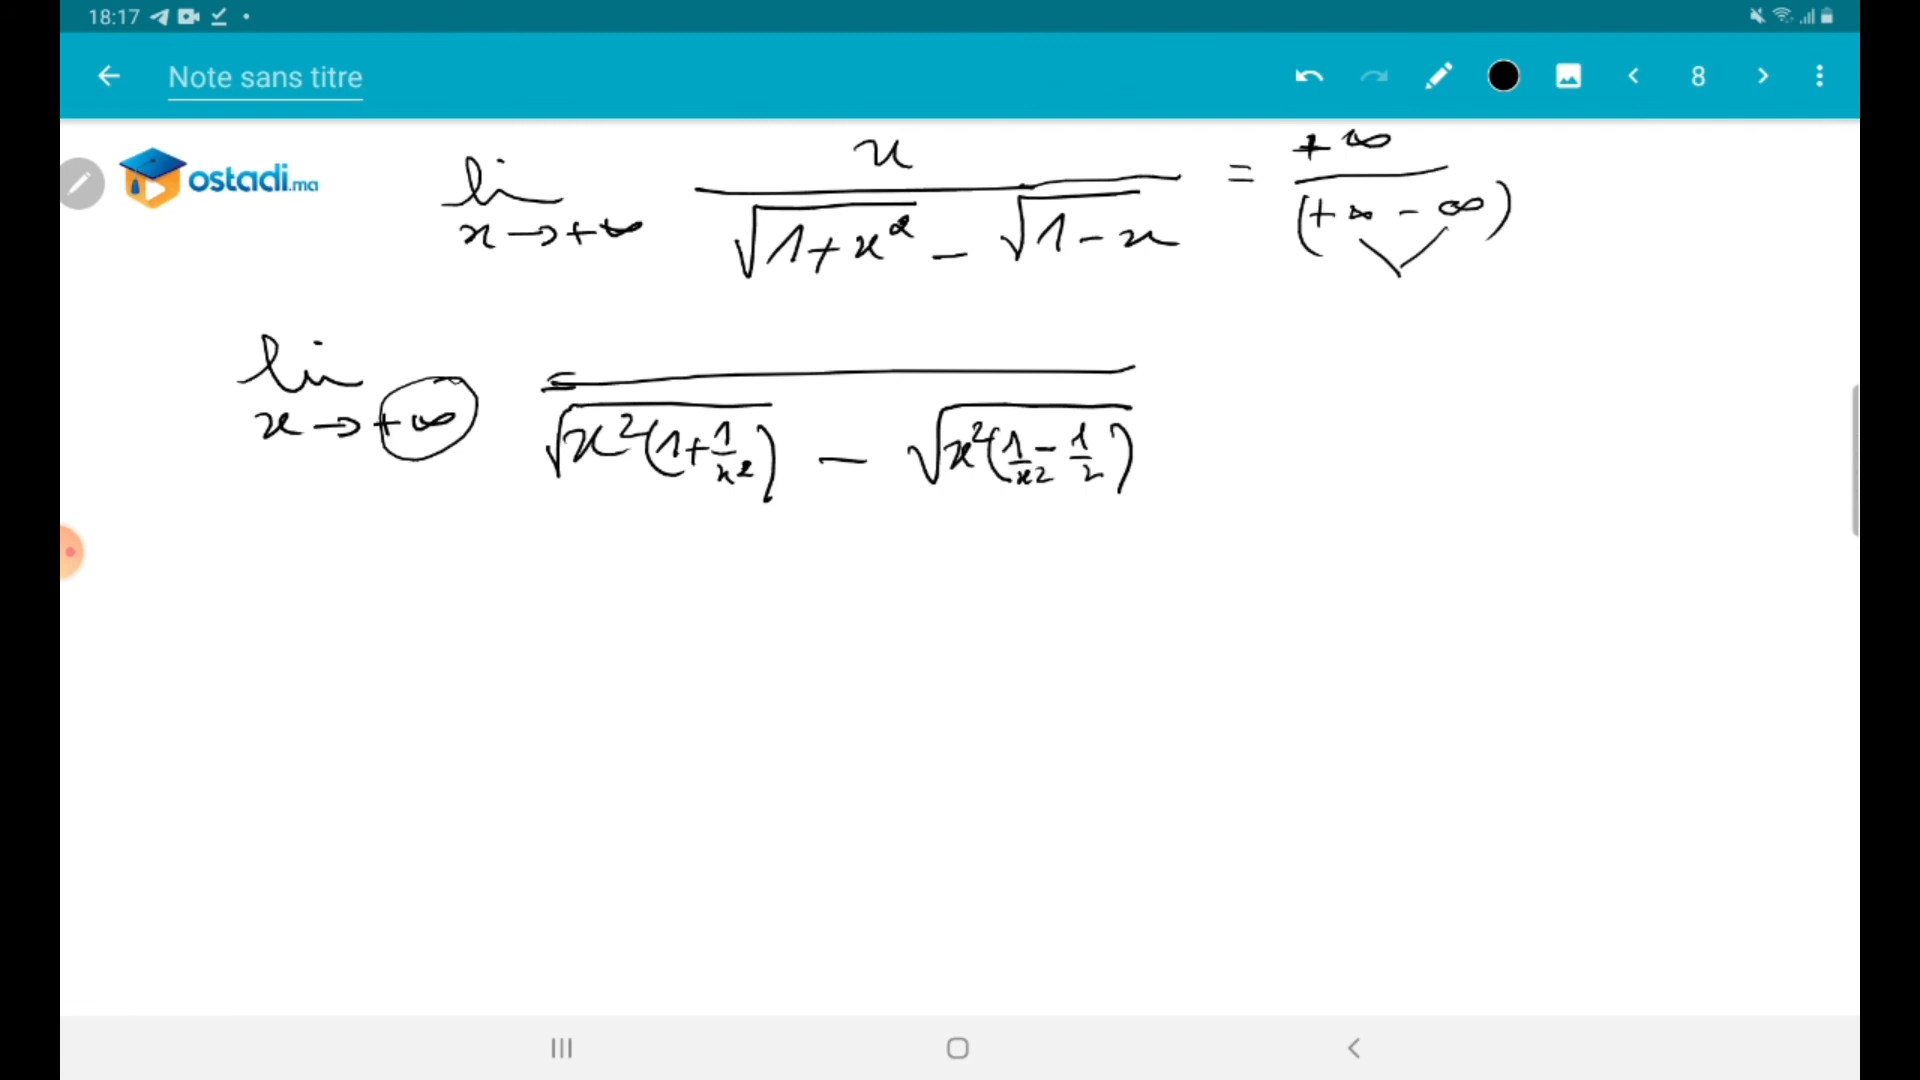 18:17
Note sans titre
8
ostadi.ma
lim x→+∞ x / (√(1+x²) − √(1−x)) = +∞ / (+∞ − ∞)
lim x→+∞ / (√(x²(1+1/x²)) − √(x²(1/x²−1/2)))